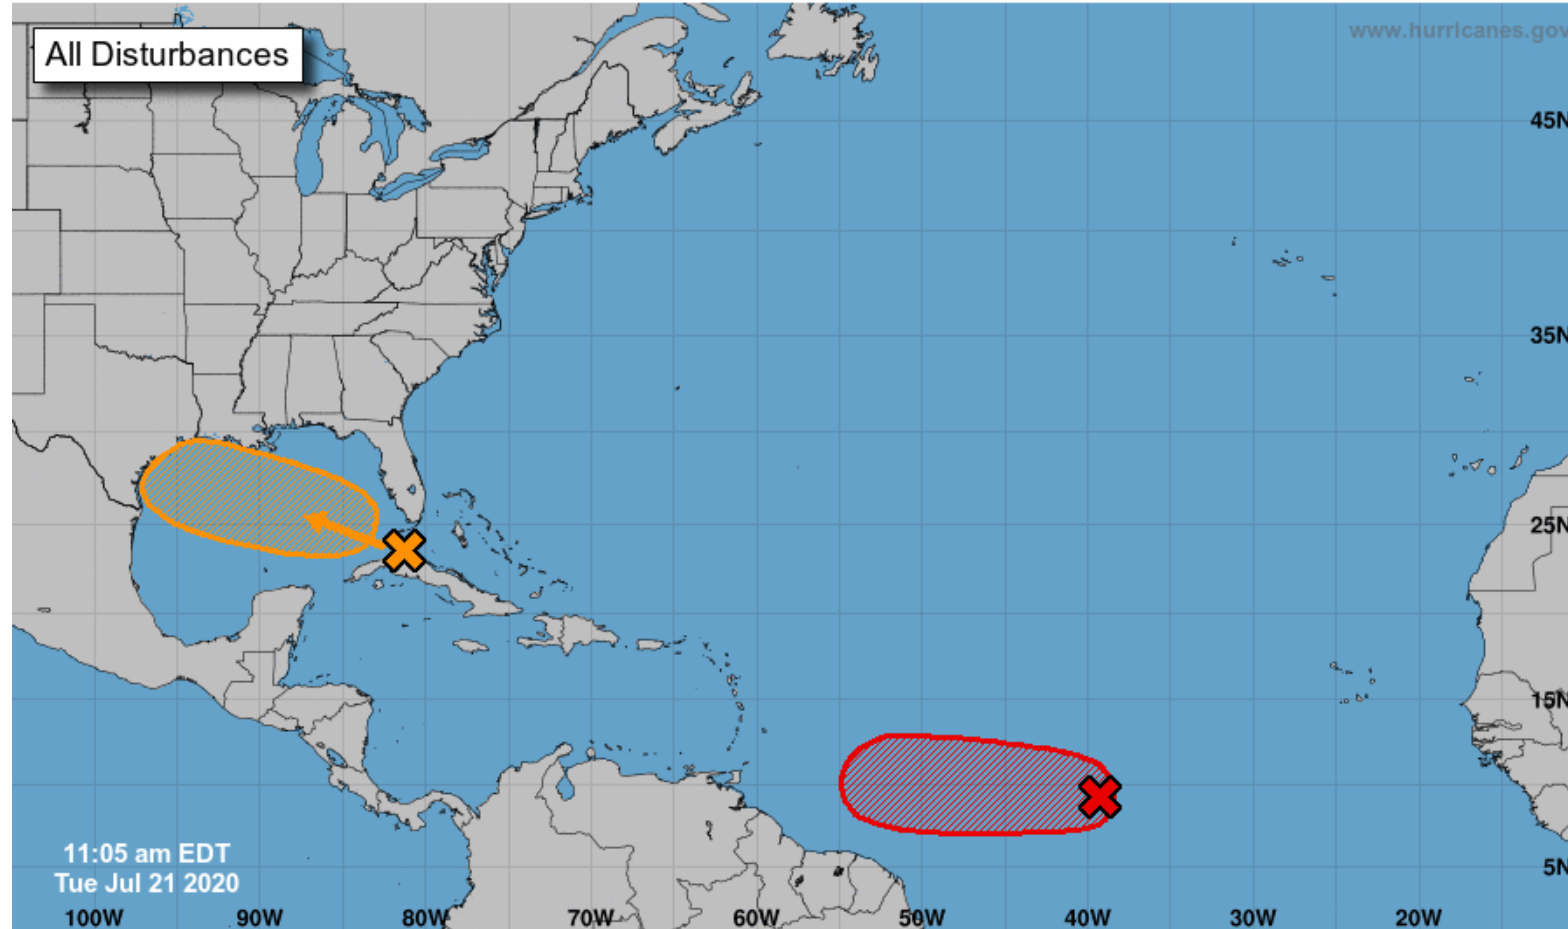 All Disturbances
www.hurricanes.gov
45N
35N
25N
15N
5N
11:05 am EDT
Tue Jul 21 2020
100W 90W 80W 70W 60W 50W 40W 30W 20W